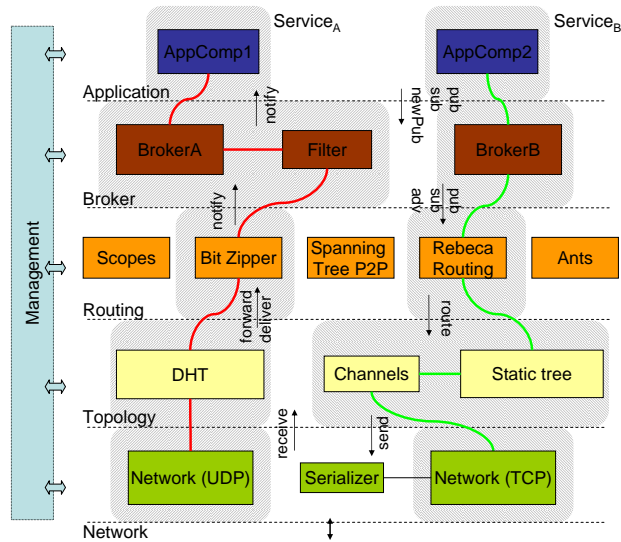 Service_A
Service_B
AppComp1
AppComp2
Application
notify
newPub
sub
pub
BrokerA
Filter
BrokerB
Broker
notify
adv
sub
pub
Management
Scopes
Bit Zipper
Spanning
Tree P2P
Rebeca
Routing
Ants
Routing
forward
deliver
route
DHT
Channels
Static tree
Topology
receive
send
Network (UDP)
Serializer
Network (TCP)
Network